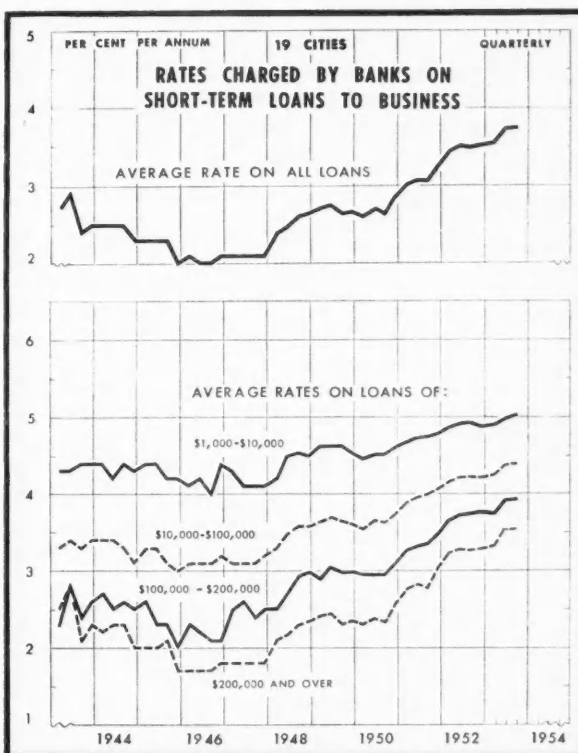 PER CENT PER ANNUM 19 CITIES QUARTERLY
RATES CHARGED BY BANKS ON
SHORT-TERM LOANS TO BUSINESS
AVERAGE RATE ON ALL LOANS
5
4
3
2
6
AVERAGE RATES ON LOANS OF:
5
$1,000-$10,000
4
$10,000-$100,000
3
$100,000 - $200,000
2
$200,000 AND OVER
1
1944 1946 1948 1950 1952 1954